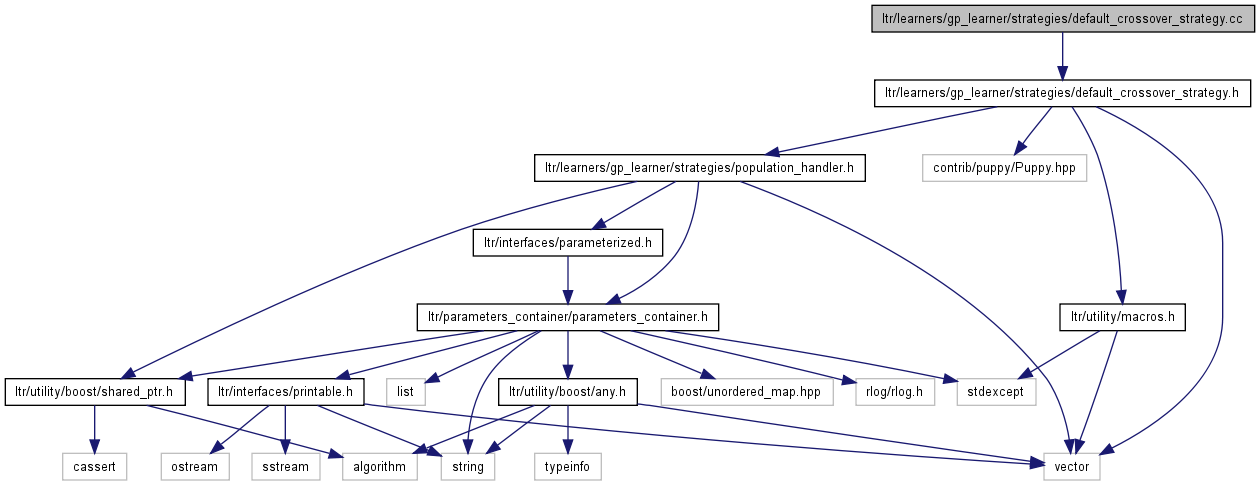 ltr/learners/gp_learner/strategies/default_crossover_strategy.cc
ltr/learners/gp_learner/strategies/default_crossover_strategy.h
ltr/learners/gp_learner/strategies/population_handler.h
contrib/puppy/Puppy.hpp
ltr/interfaces/parameterized.h
ltr/parameters_container/parameters_container.h
ltr/utility/macros.h
ltr/utility/boost/shared_ptr.h
ltr/interfaces/printable.h
list
ltr/utility/boost/any.h
boost/unordered_map.hpp
rlog/rlog.h
stdexcept
cassert
ostream
sstream
algorithm
string
typeinfo
vector